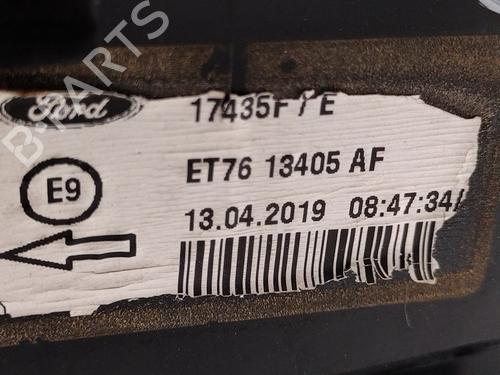 Ford
17435F / E
E9
ET76 13405 AF
13.04.2019 08:47:34
B-PARTS